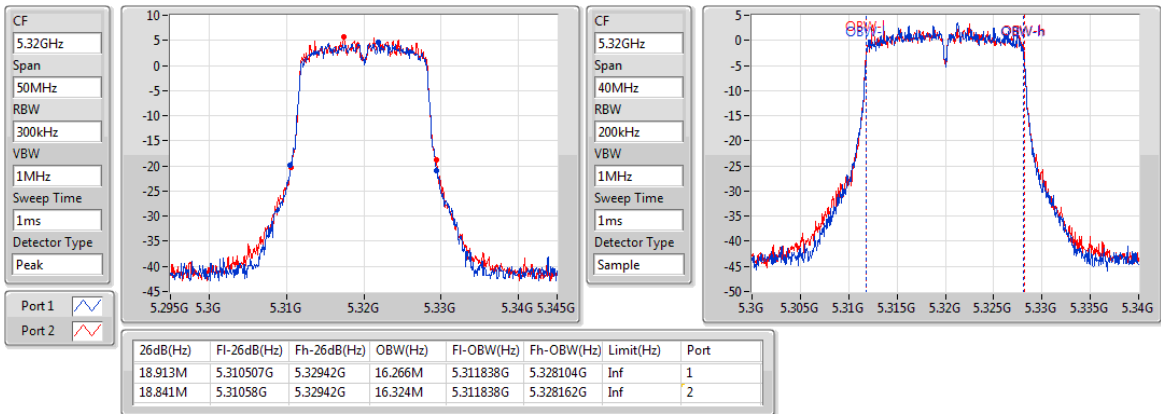 CF
5.32GHz
Span
50MHz
RBW
300kHz
VBW
1MHz
Sweep Time
1ms
Detector Type
Peak
Port 1
Port 2
10
5
0
-5
-10
-15
-20
-25
-30
-35
-40
-45
5.295G 5.3G 5.31G 5.32G 5.33G 5.34G 5.345G
CF
5.32GHz
Span
40MHz
RBW
200kHz
VBW
1MHz
Sweep Time
1ms
Detector Type
Sample
5
0
-5
-10
-15
-20
-25
-30
-35
-40
-45
-50
OBW-h
5.3G 5.305G 5.31G 5.315G 5.32G 5.325G 5.33G 5.335G 5.34G
26dB(Hz) Fl-26dB(Hz) Fh-26dB(Hz) OBW(Hz) Fl-OBW(Hz) Fh-OBW(Hz) Limit(Hz) Port
18.913M 5.310507G 5.32942G 16.266M 5.311838G 5.328104G Inf 1
18.841M 5.31058G 5.32942G 16.324M 5.311838G 5.328162G Inf 2